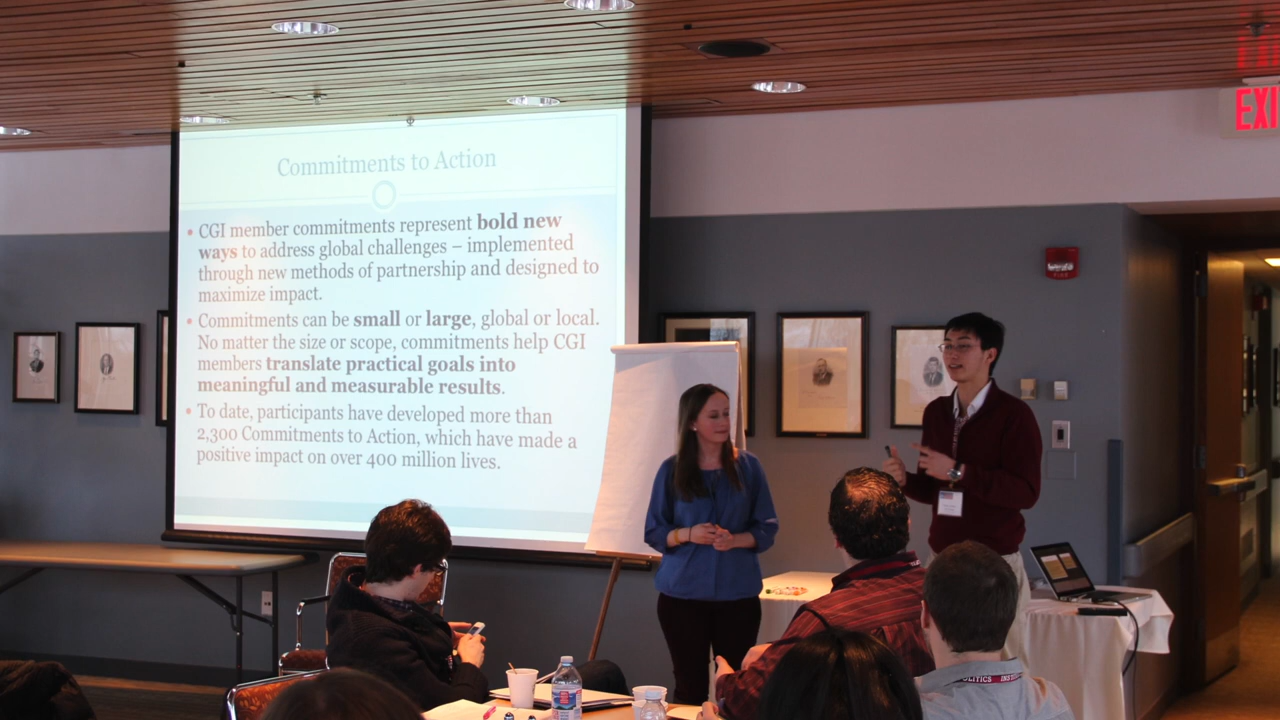 EXI
Commitments to Action
• CGI member commitments represent bold new
ways to address global challenges – implemented
through new methods of partnership and designed to
maximize impact.
• Commitments can be small or large, global or local.
No matter the size or scope, commitments help CGI
members translate practical goals into
meaningful and measurable results.
• To date, participants have developed more than
2,300 Commitments to Action, which have made a
positive impact on over 400 million lives.
FIRE
OLITICS INST